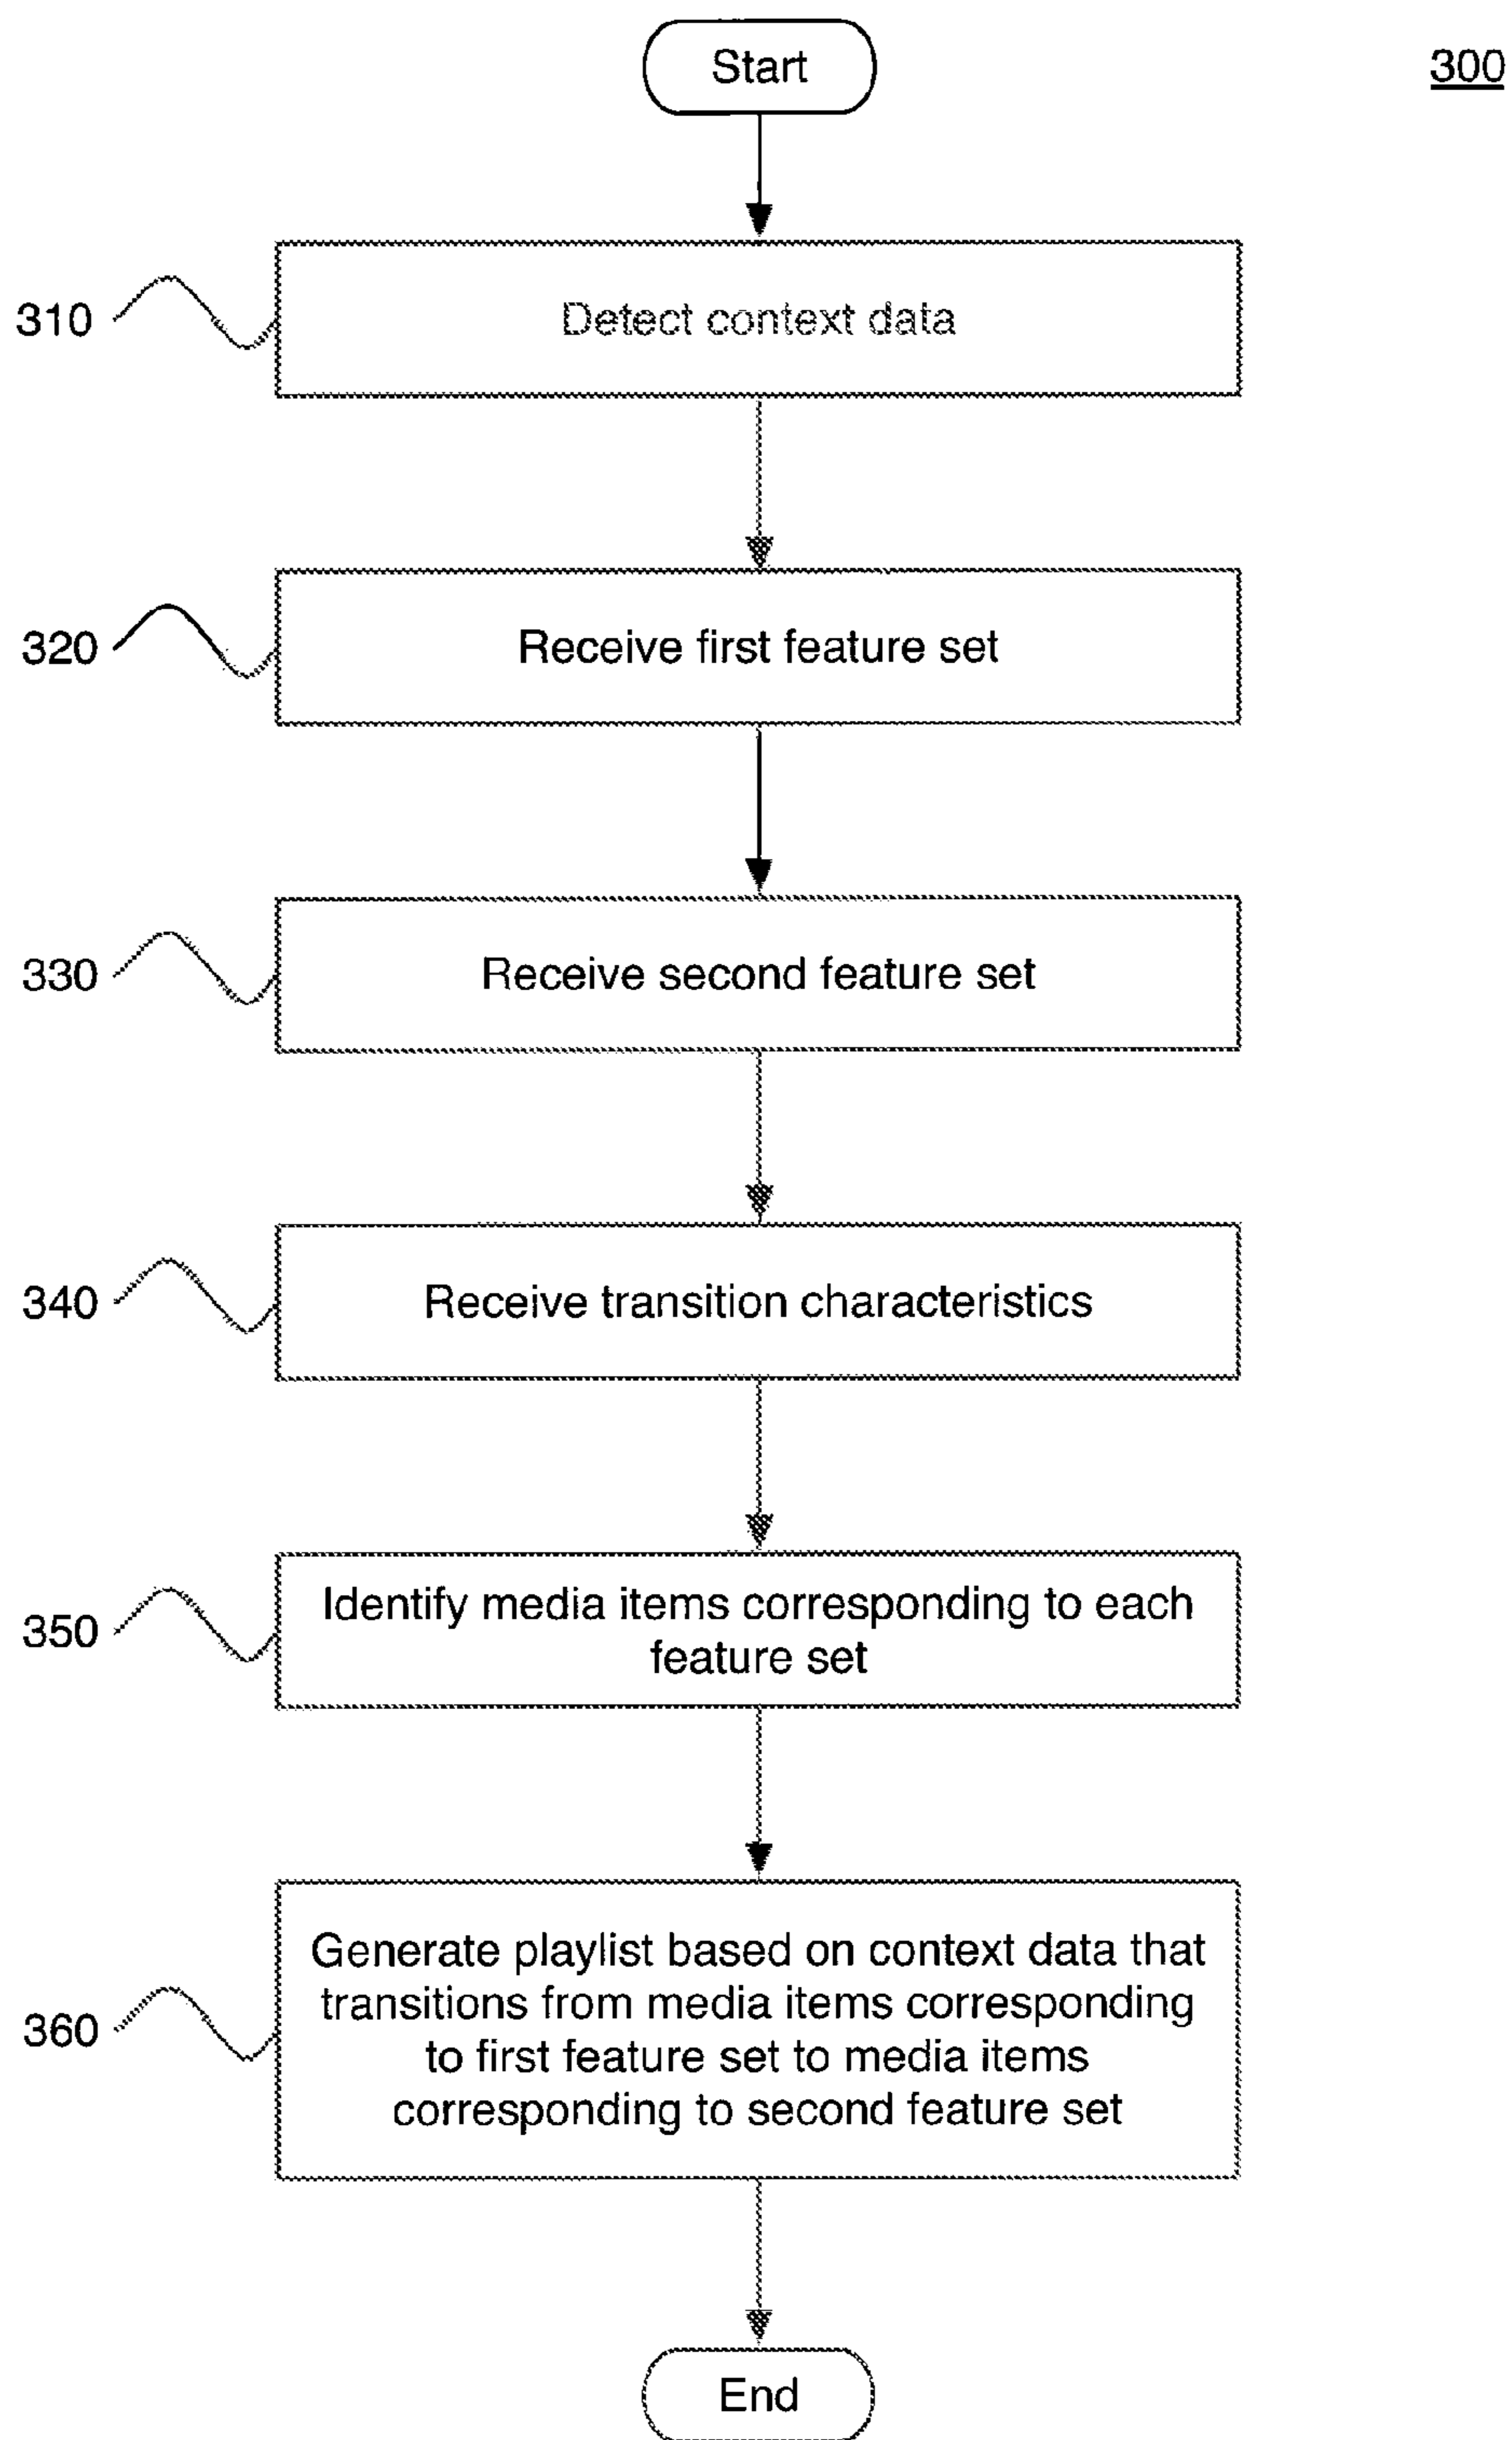 Start
300
310
Detect context data
320
Receive first feature set
330
Receive second feature set
340
Receive transition characteristics
350
Identify media items corresponding to each
feature set
360
Generate playlist based on context data that
transitions from media items corresponding
to first feature set to media items
corresponding to second feature set
End